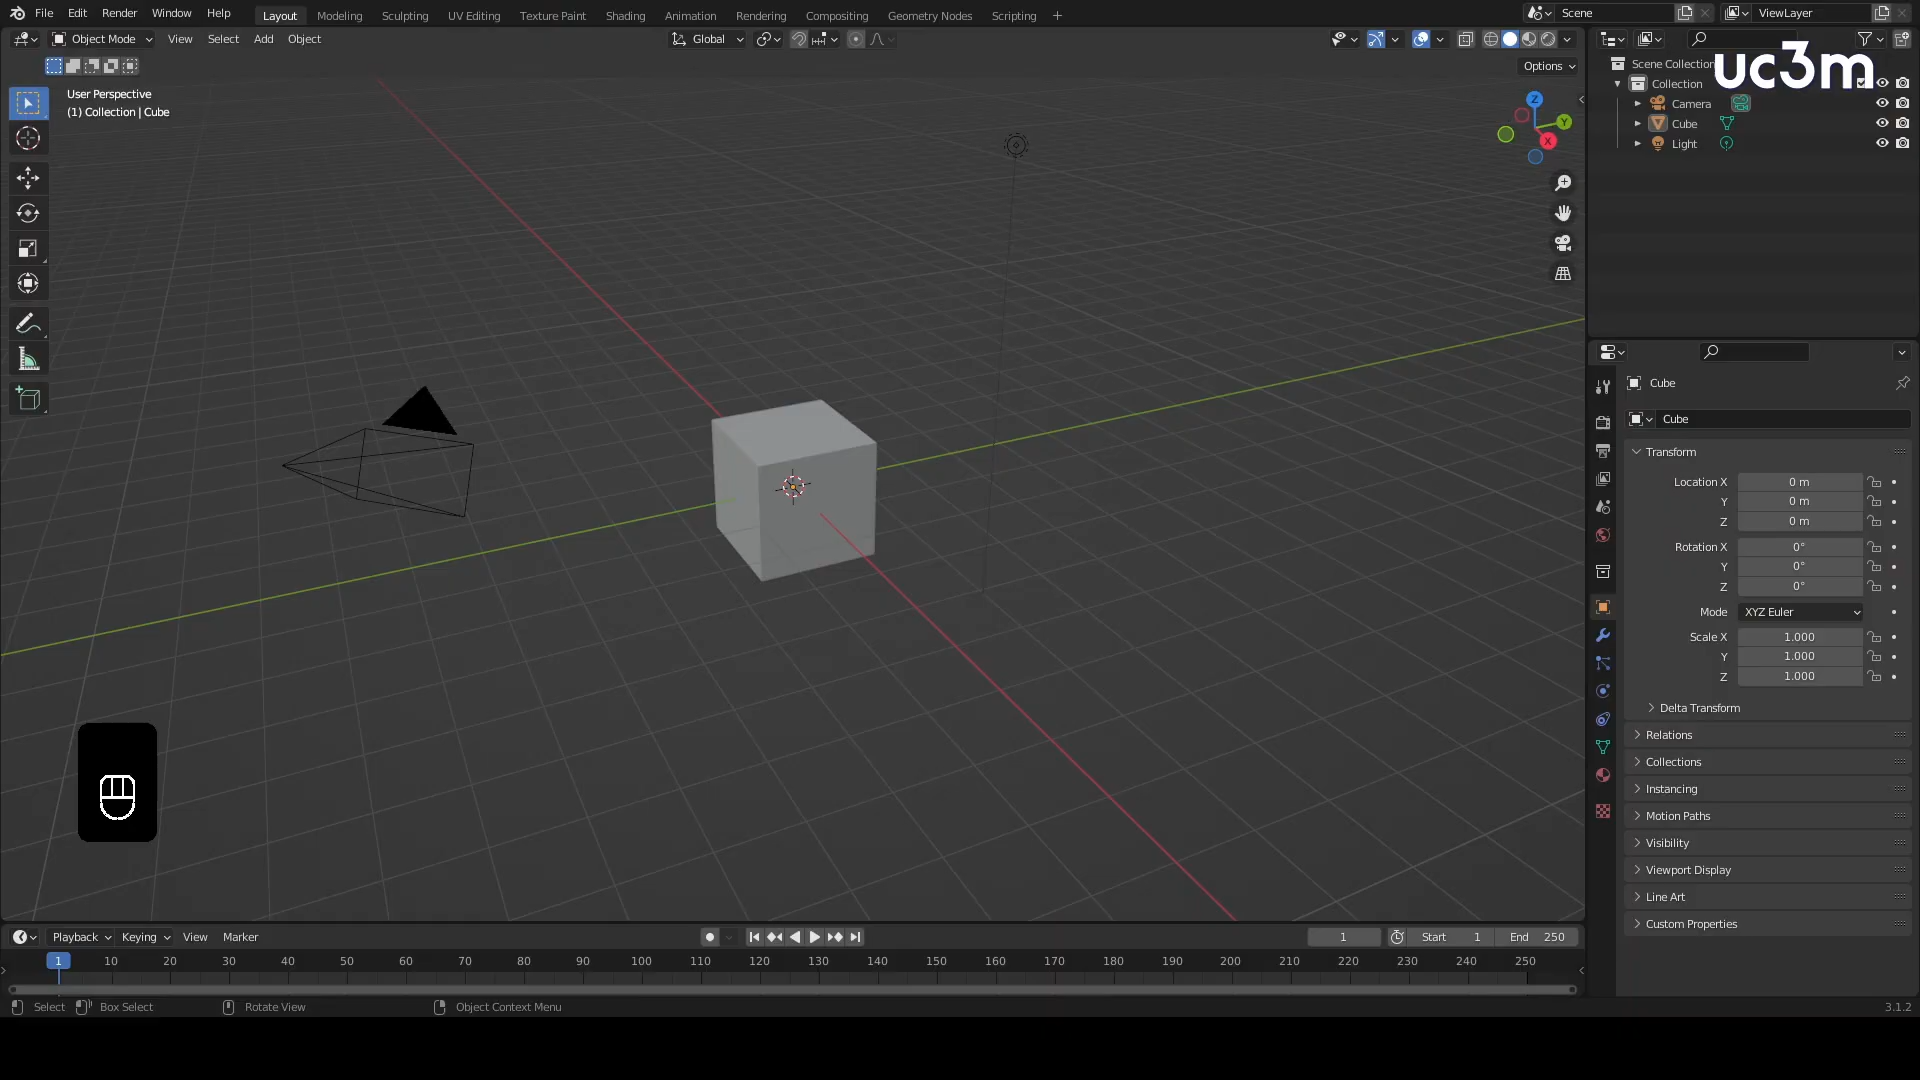 File Edit Render Window Help Layout Modeling Sculpting UV Editing Texture Paint Shading Animation Rendering Compositing Geometry Nodes Scripting + Scene ViewLayer
Object Mode View Select Add Object Global
Options
User Perspective
(1) Collection | Cube
Z
Y
X
uc3m
Scene Collection
Collection
Camera
Cube
Light
Cube
Cube
Transform
Location X 0 m
Y 0 m
Z 0 m
Rotation X 0°
Y 0°
Z 0°
Mode XYZ Euler
Scale X 1.000
Y 1.000
Z 1.000
Delta Transform
Relations
Collections
Instancing
Motion Paths
Visibility
Viewport Display
Line Art
Custom Properties
Playback Keying View Marker 1 Start 1 End 250
1 10 20 30 40 50 60 70 80 90 100 110 120 130 140 150 160 170 180 190 200 210 220 230 240 250
Select Box Select Rotate View Object Context Menu 3.1.2